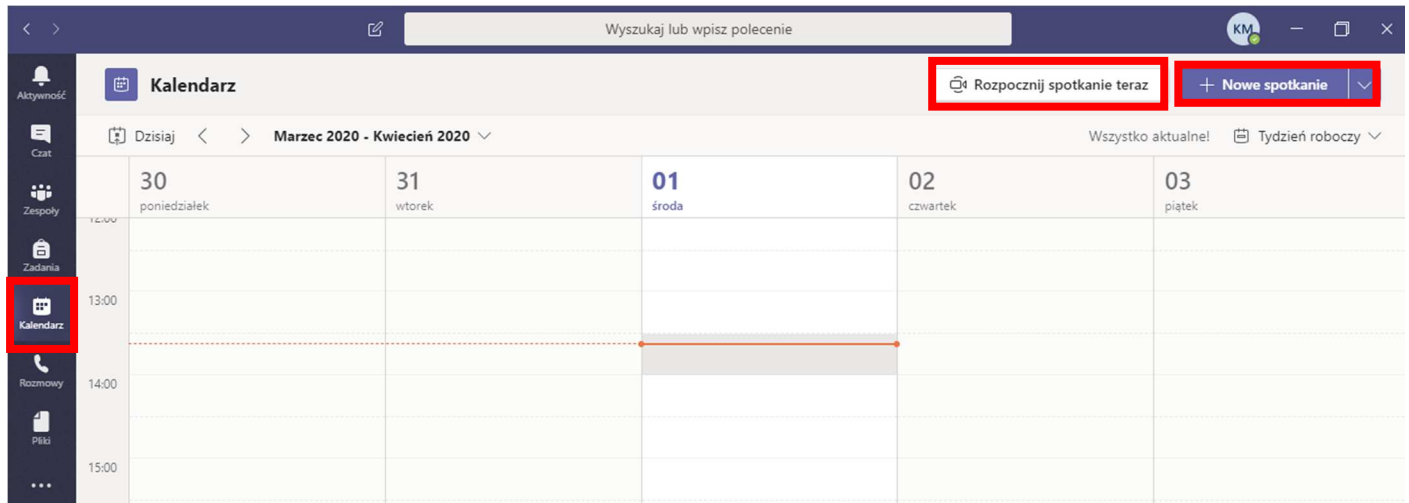 Wyszukaj lub wpisz polecenie
KM
Aktywność
Kalendarz
Rozpocznij spotkanie teraz
+ Nowe spotkanie
Czat
Dzisiaj
Marzec 2020 - Kwiecień 2020
Wszystko aktualne!
Tydzień roboczy
Zespoły
30
poniedziałek
31
wtorek
01
środa
02
czwartek
03
piątek
12:00
Zadania
13:00
Kalendarz
Rozmowy
14:00
Pliki
15:00